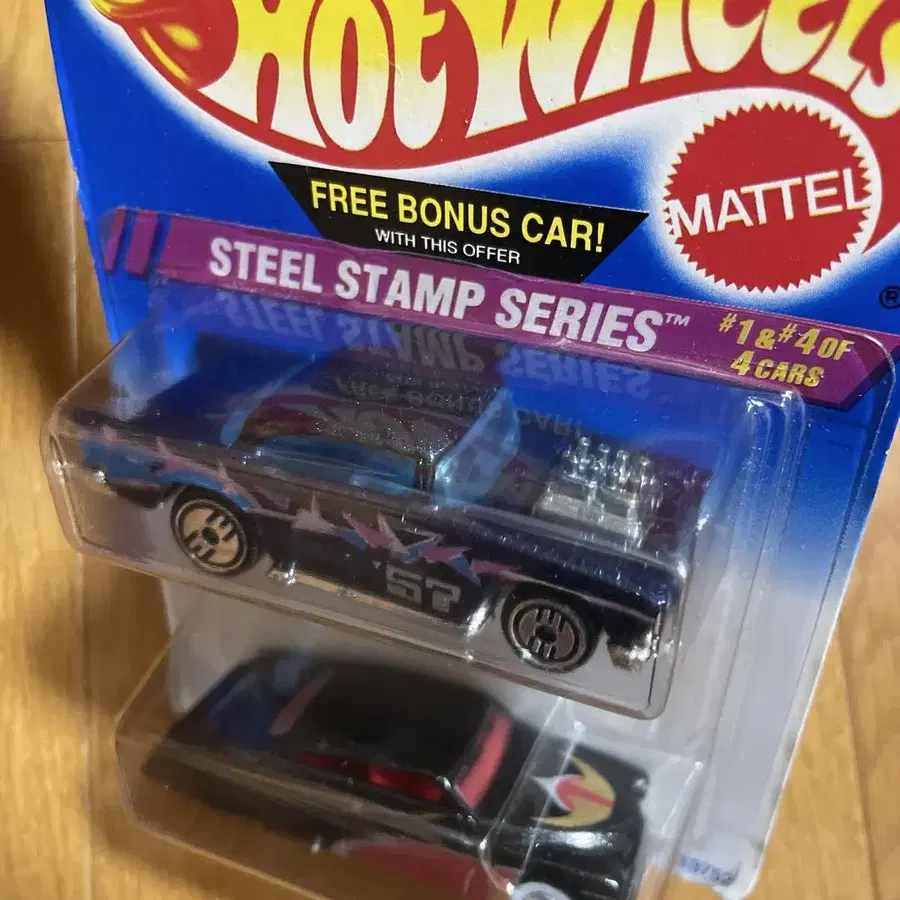 HOT WHEELS
FREE BONUS CAR!
WITH THIS OFFER
MATTEL
®
STEEL STAMP SERIES™
#1 & #4 OF
4 CARS
'57